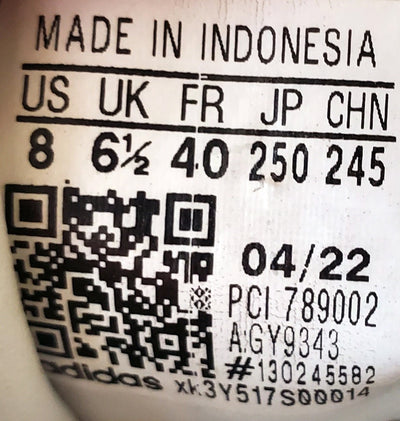 MADE IN INDONESIA
US UK FR JP CHN
8 6½ 40 250 245
04/22
PCI 789002
AGY9343
#130245582
adidas xk3Y517S00014